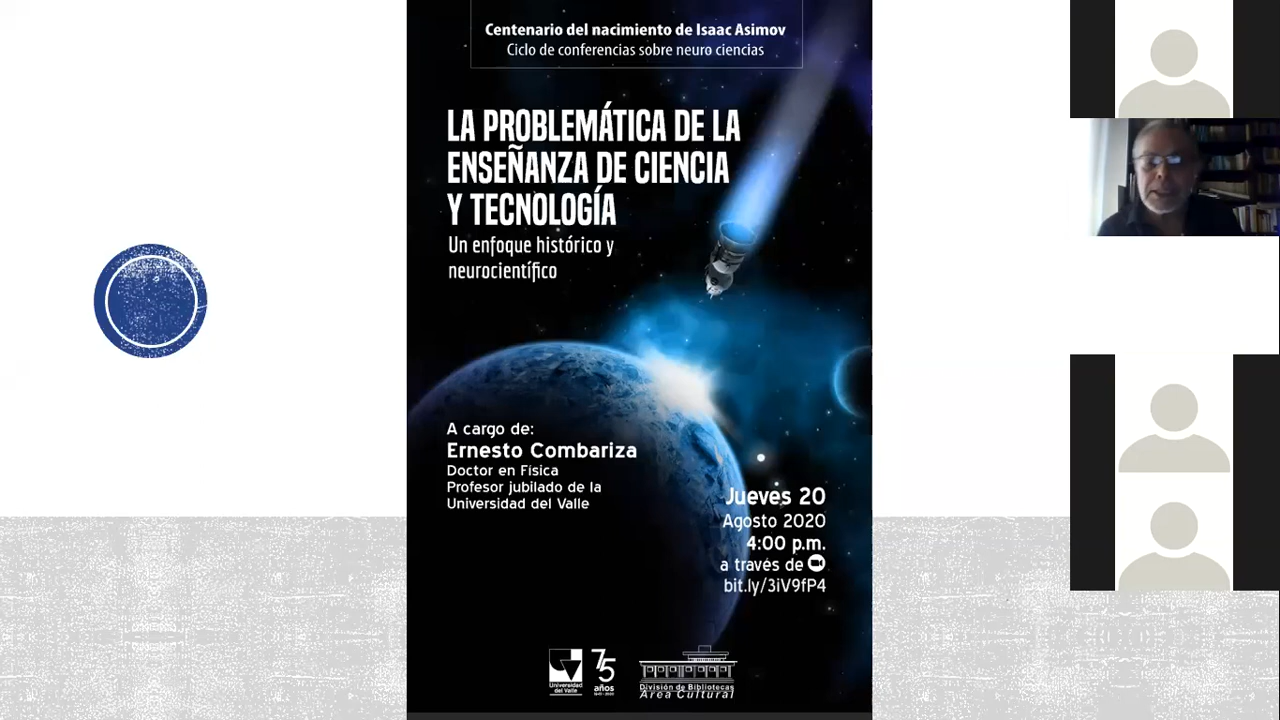 Centenario del nacimiento de Isaac Asimov
Ciclo de conferencias sobre neuro ciencias
LA PROBLEMÁTICA DE LA
ENSEÑANZA DE CIENCIA
Y TECNOLOGÍA
Un enfoque histórico y
neurocientífico
A cargo de:
Ernesto Combariza
Doctor en Física
Profesor jubilado de la
Universidad del Valle
Jueves 20
Agosto 2020
4:00 p.m.
a través de
bit.ly/3iV9fP4
Universidad
del Valle
75
años
División de Bibliotecas
Área Cultural